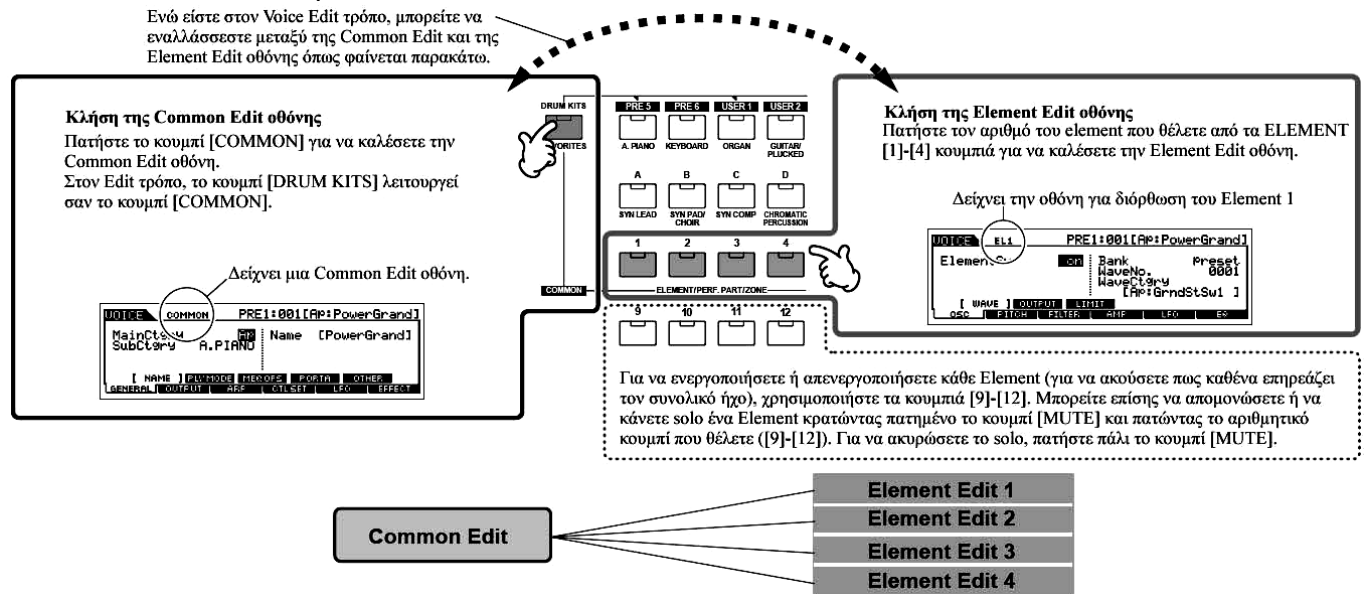 Ενώ είστε στον Voice Edit τρόπο, μπορείτε να
εναλλάσσεστε μεταξύ της Common Edit και της
Element Edit οθόνης όπως φαίνεται παρακάτω.
Κλήση της Common Edit οθόνης
Πατήστε το κουμπί [COMMON] για να καλέσετε την
Common Edit οθόνη.
Στον Edit τρόπο, το κουμπί [DRUM KITS] λειτουργεί
σαν το κουμπί [COMMON].
Δείχνει μια Common Edit οθόνη.
VOICE COMMON PRE1:001[AP:PowerGrand]
MainCtgry AP Name [PowerGrand]
SubCtgry A.PIANO
[ NAME ] PLYMODE MEQOFS PORTA OTHER
GENERAL OUTPUT ARP CTLSET LFO EFFECT
DRUM KITS PRE 5 PRE 6 USER 1 USER 2
A. PIANO KEYBOARD ORGAN GUITAR/
PLUCKED
A B C D
SYN LEAD SYN PAD/
CHOIR SYN COMP CHROMATIC
PERCUSSION
1 2 3 4
COMMON ELEMENT/PERF. PART/ZONE
9 10 11 12
Κλήση της Element Edit οθόνης
Πατήστε τον αριθμό του element που θέλετε από τα ELEMENT
[1]-[4] κουμπιά για να καλέσετε την Element Edit οθόνη.
Δείχνει την οθόνη για διόρθωση του Element 1
VOICE EL1 PRE1:001[AP:PowerGrand]
on Bank Preset
WaveNo. 0001
WaveCtgry
[AP:GrndStSw1 ]
[ WAVE ] OUTPUT LIMIT
OSC PITCH FILTER AMP LFO EQ
Για να ενεργοποιήσετε ή απενεργοποιήσετε κάθε Element (για να ακούσετε πως καθένα επηρεάζει
τον συνολικό ήχο), χρησιμοποιήστε τα κουμπιά [9]-[12]. Μπορείτε επίσης να απομονώσετε ή να
κάνετε solo ένα Element κρατώντας πατημένο το κουμπί [MUTE] και πατώντας το αριθμητικό
κουμπί που θέλετε ([9]-[12]). Για να ακυρώσετε το solo, πατήστε πάλι το κουμπί [MUTE].
Common Edit
Element Edit 1
Element Edit 2
Element Edit 3
Element Edit 4